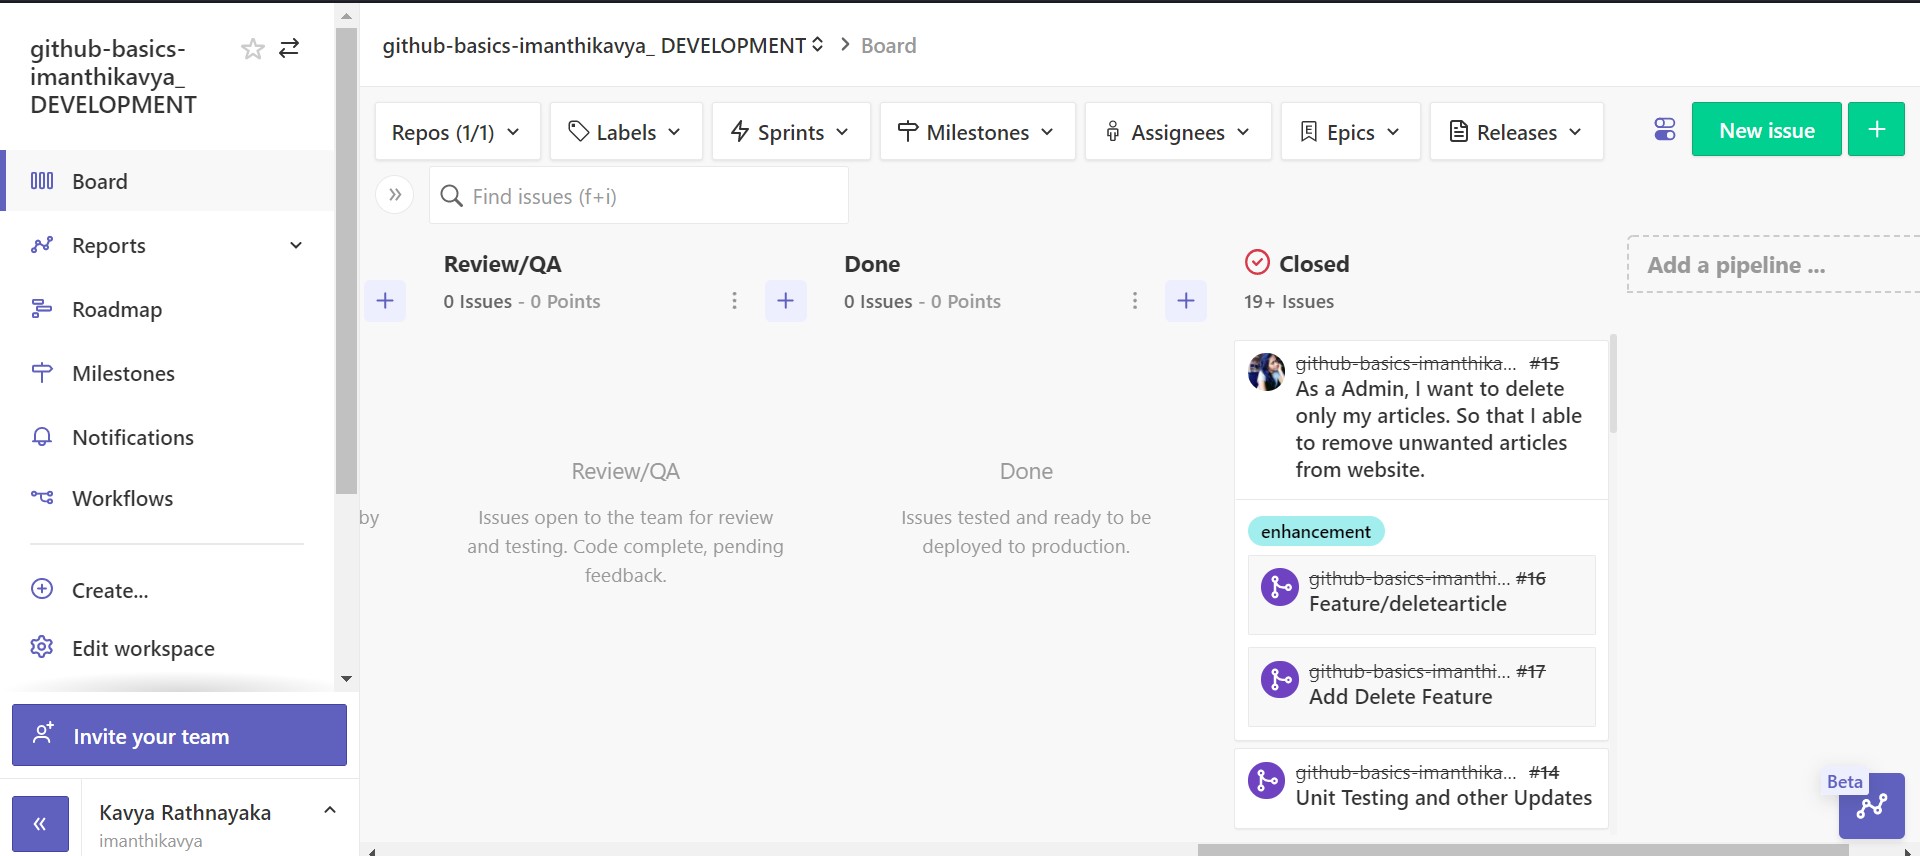 github-basics-
imanthikavya_
DEVELOPMENT
Board
Reports
Roadmap
Milestones
Notifications
Workflows
Create...
Edit workspace
Invite your team
Kavya Rathnayaka
imanthikavya
github-basics-imanthikavya_ DEVELOPMENT > Board
Repos (1/1)
Labels
Sprints
Milestones
Assignees
Epics
Releases
New issue
+
Find issues (f+i)
by
Review/QA
0 Issues - 0 Points
Review/QA
Issues open to the team for review
and testing. Code complete, pending
feedback.
Done
0 Issues - 0 Points
Done
Issues tested and ready to be
deployed to production.
Closed
19+ Issues
github-basics-imanthika... #15
As a Admin, I want to delete
only my articles. So that I able
to remove unwanted articles
from website.
enhancement
github-basics-imanthi... #16
Feature/deletearticle
github-basics-imanthi... #17
Add Delete Feature
github-basics-imanthika... #14
Unit Testing and other Updates
Add a pipeline ...
Beta